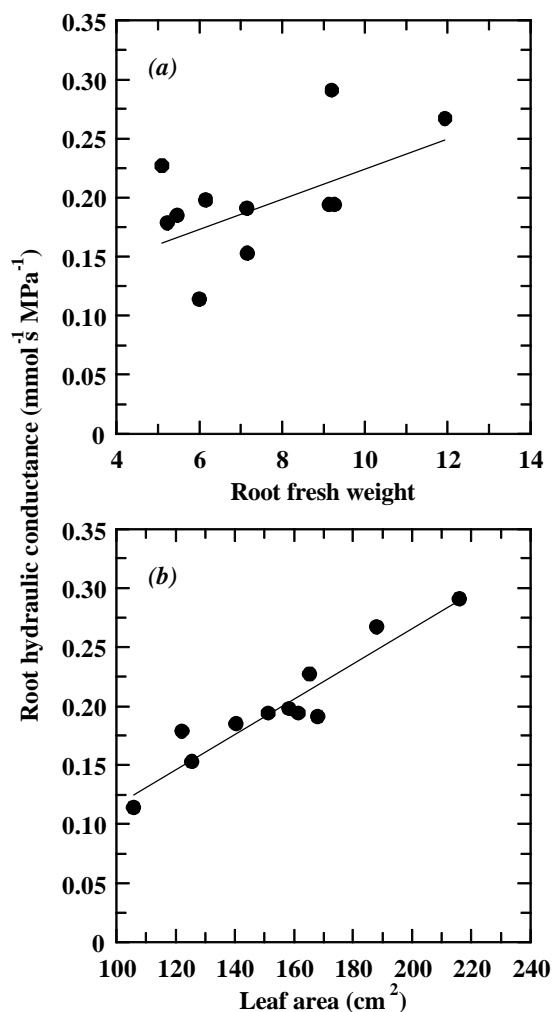 Root hydraulic conductance (mmol s⁻¹ MPa⁻¹)
(a)
0.35
0.30
0.25
0.20
0.15
0.10
0.05
0
4 6 8 10 12 14
Root fresh weight
(b)
0.35
0.30
0.25
0.20
0.15
0.10
0.05
0
100 120 140 160 180 200 220 240
Leaf area (cm²)